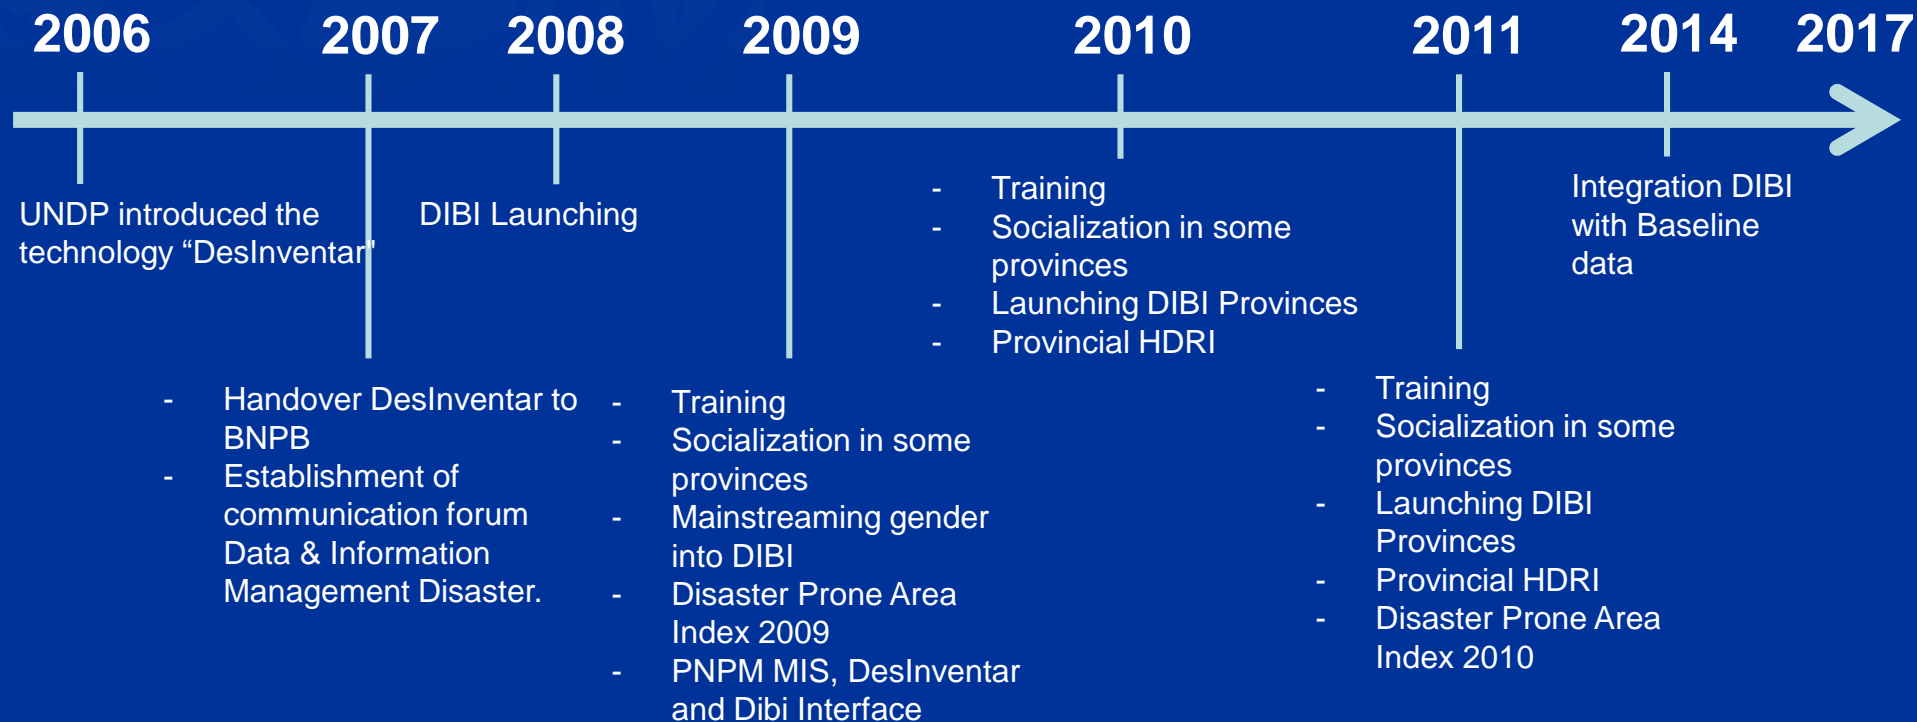 2006
2007
2008
2009
2010
2011
2014
2017
UNDP introduced the
technology “DesInventar"
- Handover DesInventar to
BNPB
- Establishment of
communication forum
Data & Information
Management Disaster.
DIBI Launching
- Training
- Socialization in some
provinces
- Mainstreaming gender
into DIBI
- Disaster Prone Area
Index 2009
- PNPM MIS, DesInventar
and Dibi Interface
- Training
- Socialization in some
provinces
- Launching DIBI Provinces
- Provincial HDRI
- Training
- Socialization in some
provinces
- Launching DIBI
Provinces
- Provincial HDRI
- Disaster Prone Area
Index 2010
Integration DIBI
with Baseline
data